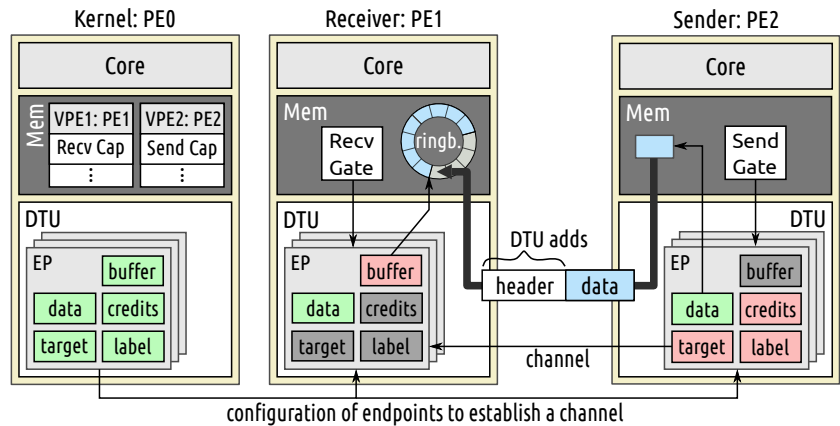 Kernel: PE0
Receiver: PE1
Sender: PE2
Core
Core
Core
Mem
VPE1: PE1
VPE2: PE2
Recv Cap
Send Cap
⋮
⋮
Mem
Recv
Gate
ringb.
Mem
Send
Gate
DTU
EP
buffer
data
credits
target
label
DTU
EP
buffer
data
credits
target
label
DTU adds
header
data
channel
DTU
EP
buffer
data
credits
target
label
configuration of endpoints to establish a channel